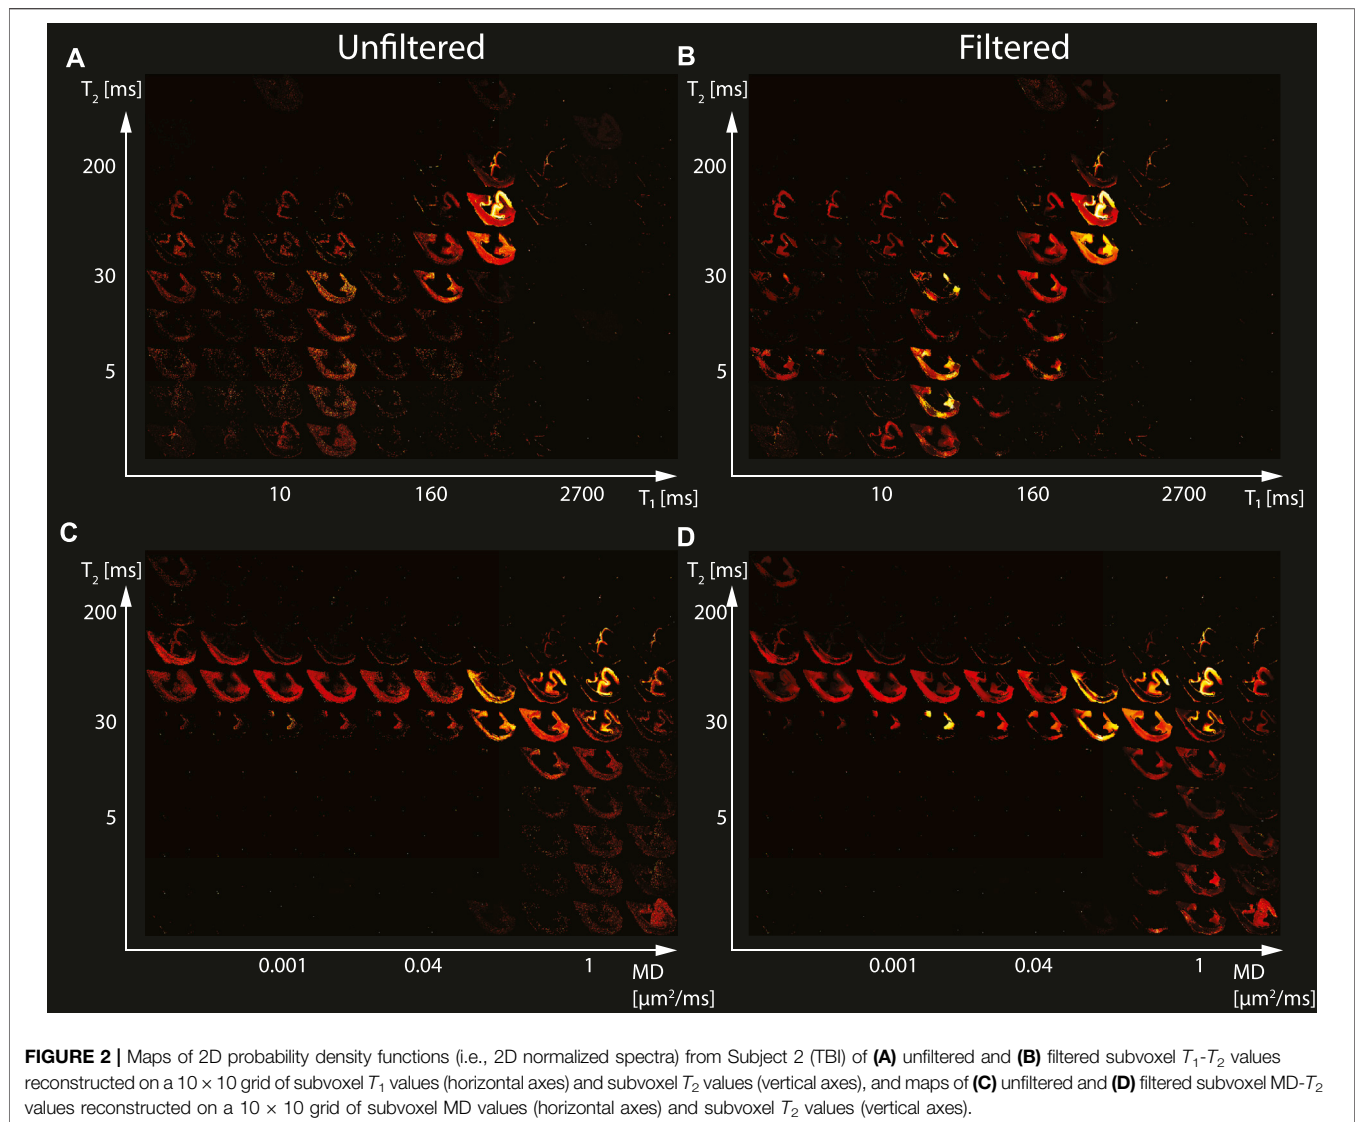 Unfiltered
Filtered
A
B
T2 [ms]
T2 [ms]
200
200
30
30
5
5
10 160 2700 T1 [ms]
10 160 2700 T1 [ms]
C
D
T2 [ms]
T2 [ms]
200
200
30
30
5
5
0.001 0.04 1 MD
[µm²/ms]
0.001 0.04 1 MD
[µm²/ms]
FIGURE 2 | Maps of 2D probability density functions (i.e., 2D normalized spectra) from Subject 2 (TBI) of (A) unfiltered and (B) filtered subvoxel T1-T2 values
reconstructed on a 10 × 10 grid of subvoxel T1 values (horizontal axes) and subvoxel T2 values (vertical axes), and maps of (C) unfiltered and (D) filtered subvoxel MD-T2
values reconstructed on a 10 × 10 grid of subvoxel MD values (horizontal axes) and subvoxel T2 values (vertical axes).